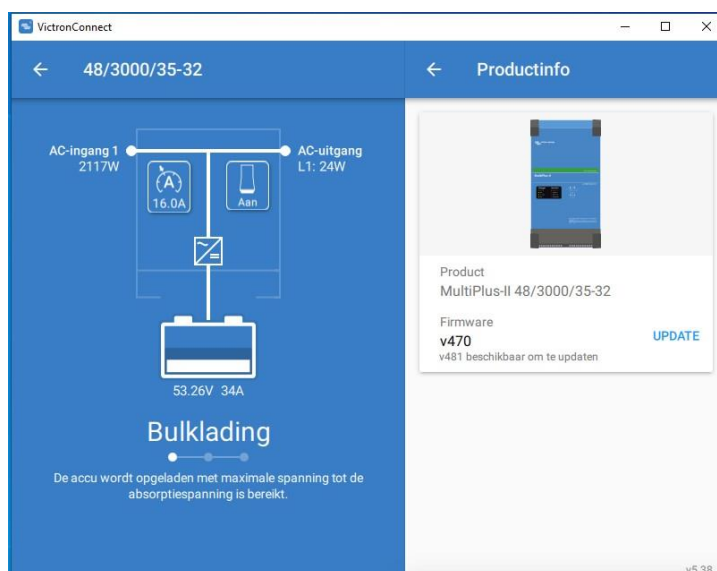 VictronConnect
48/3000/35-32
AC-ingang 1
2117W
AC-uitgang
L1: 24W
16.0A
Aan
53.26V 34A
Bulklading
De accu wordt opgeladen met maximale spanning tot de
absorptiespanning is bereikt.
Productinfo
Product
MultiPlus-II 48/3000/35-32
Firmware
v470
UPDATE
v481 beschikbaar om te updaten
v5.38